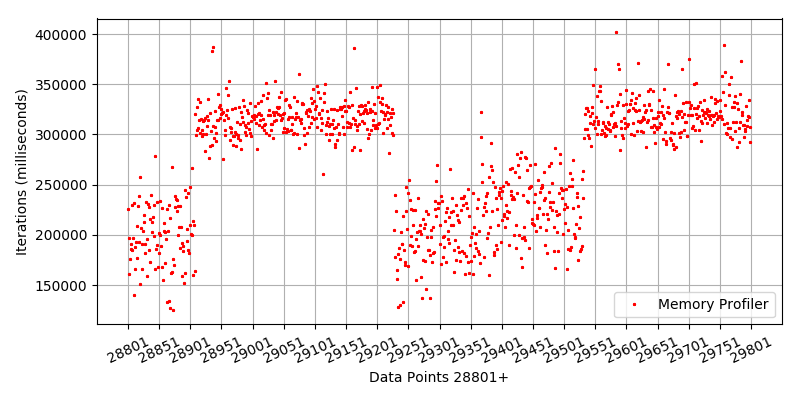 400000
350000
300000
250000
200000
150000
Iterations (milliseconds)
Memory Profiler
28801 28851 28901 28951 29001 29051 29101 29151 29201 29251 29301 29351 29401 29451 29501 29551 29601 29651 29701 29751 29801
Data Points 28801+